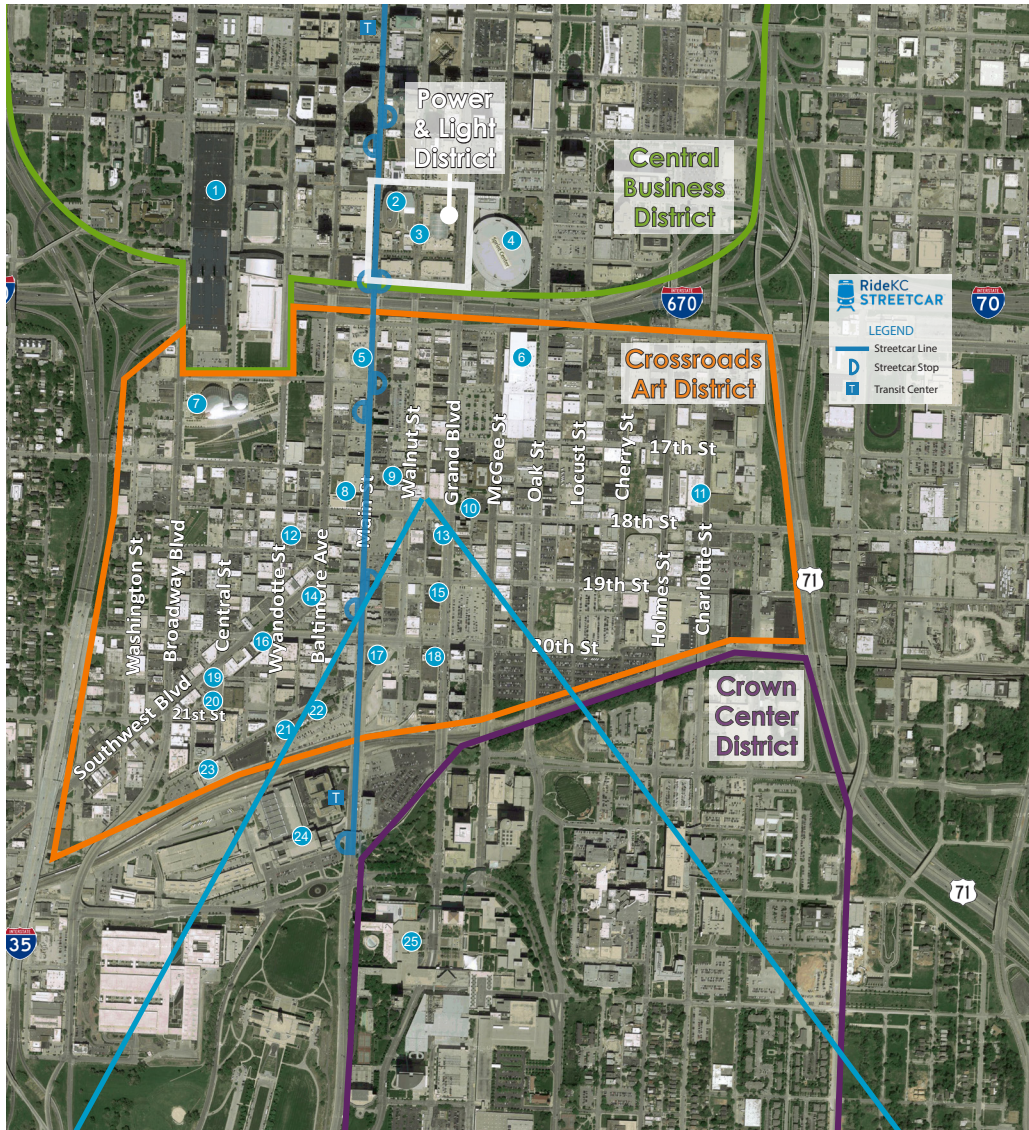 T
Power
& Light
District
Central
Business
District
1
2
3
4
Sprint Center
INTERSTATE
670
INTERSTATE
70
RideKC
STREETCAR
LEGEND
Streetcar Line
Streetcar Stop
T
Transit Center
5
6
Crossroads
Art District
7
Walnut St
Grand Blvd
McGee St
Oak St
Locust St
Cherry St
17th St
8
9
10
11
Main St
18th St
12
13
Washington St
Broadway Blvd
Central St
Wyandotte St
Baltimore Ave
Holmes St
Charlotte St
19th St
71
14
15
16
17
18
20th St
19
20
21st St
Southwest Blvd
21
22
23
Crown
Center
District
T
24
71
INTERSTATE
35
25